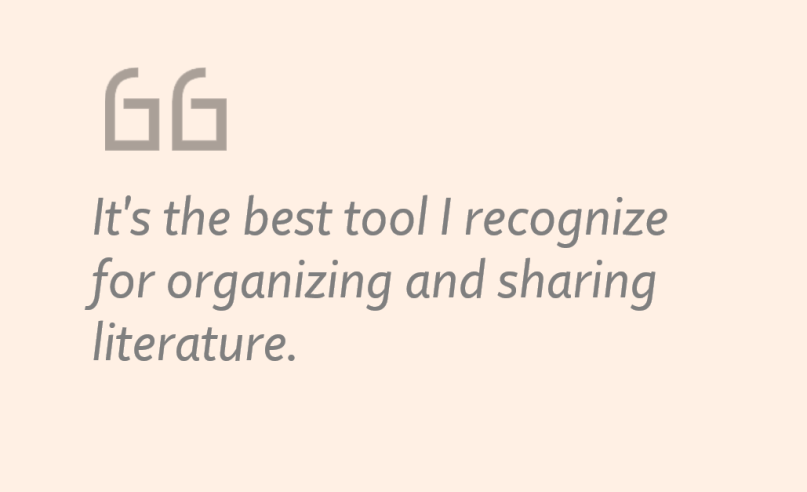 It's the best tool I recognize
for organizing and sharing
literature.